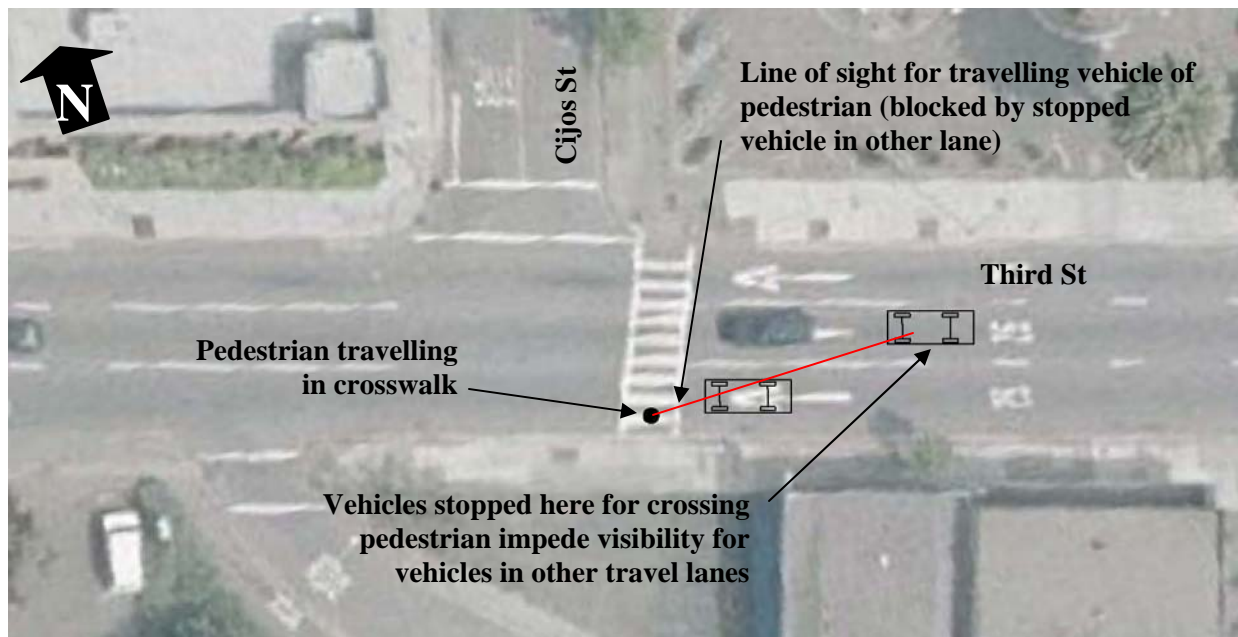 N
Cijos St
Line of sight for travelling vehicle of
pedestrian (blocked by stopped
vehicle in other lane)
Third St
Pedestrian travelling
in crosswalk
Vehicles stopped here for crossing
pedestrian impede visibility for
vehicles in other travel lanes